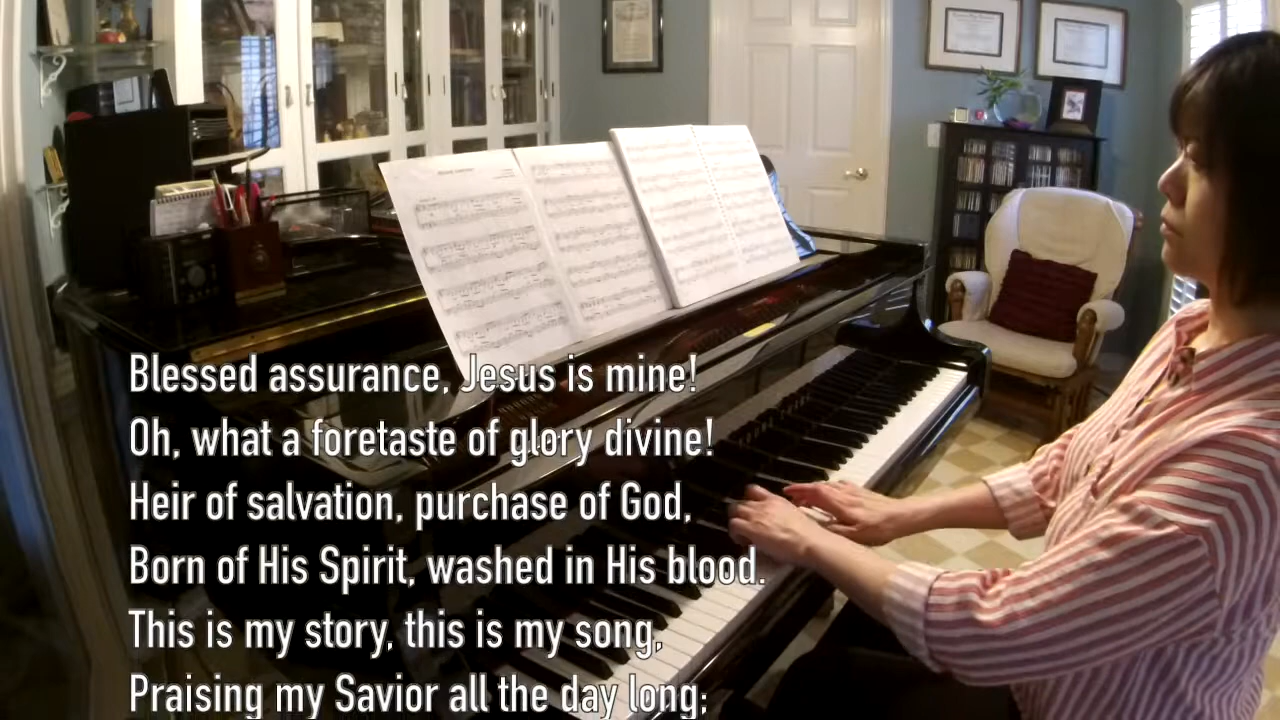 Blessed assurance, Jesus is mine!
Oh, what a foretaste of glory divine!
Heir of salvation, purchase of God,
Born of His Spirit, washed in His blood.
This is my story, this is my song,
Praising my Savior all the day long;